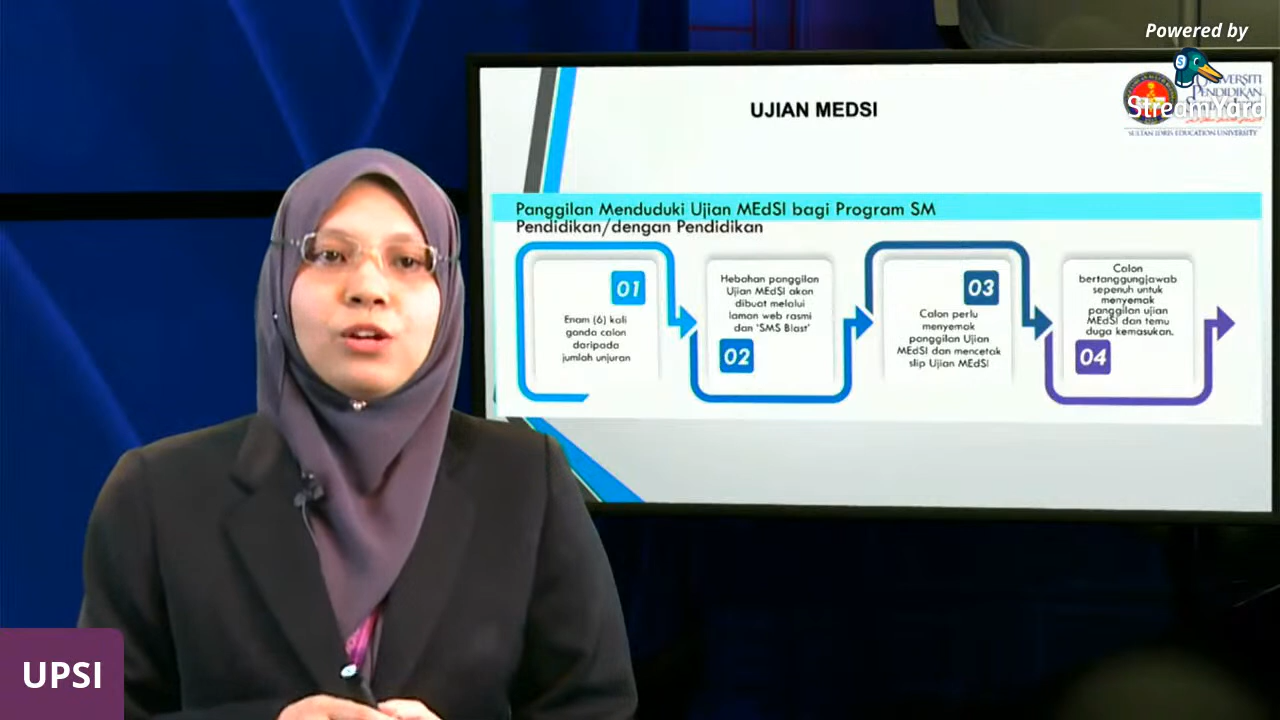 Powered by
StreamYard
UNIVERSITI
PENDIDIKAN
SULTAN IDRIS EDUCATION UNIVERSITY
UJIAN MEDSI
Panggilan Menduduki Ujian MEdSI bagi Program SM
Pendidikan/dengan Pendidikan
01
Enam (6) kali
ganda calon
daripada
jumlah unjuran
Hebahan panggilan
Ujian MEdSI akan
dibuat melalui
laman web rasmi
dan 'SMS Blast'
02
03
Calon perlu
menyemak
panggilan Ujian
MEdSI dan mencetak
slip Ujian MEdSI
Calon
bertanggungjawab
sepenuh untuk
menyemak
panggilan ujian
MEdSI dan temu
duga kemasukan.
04
UPSI